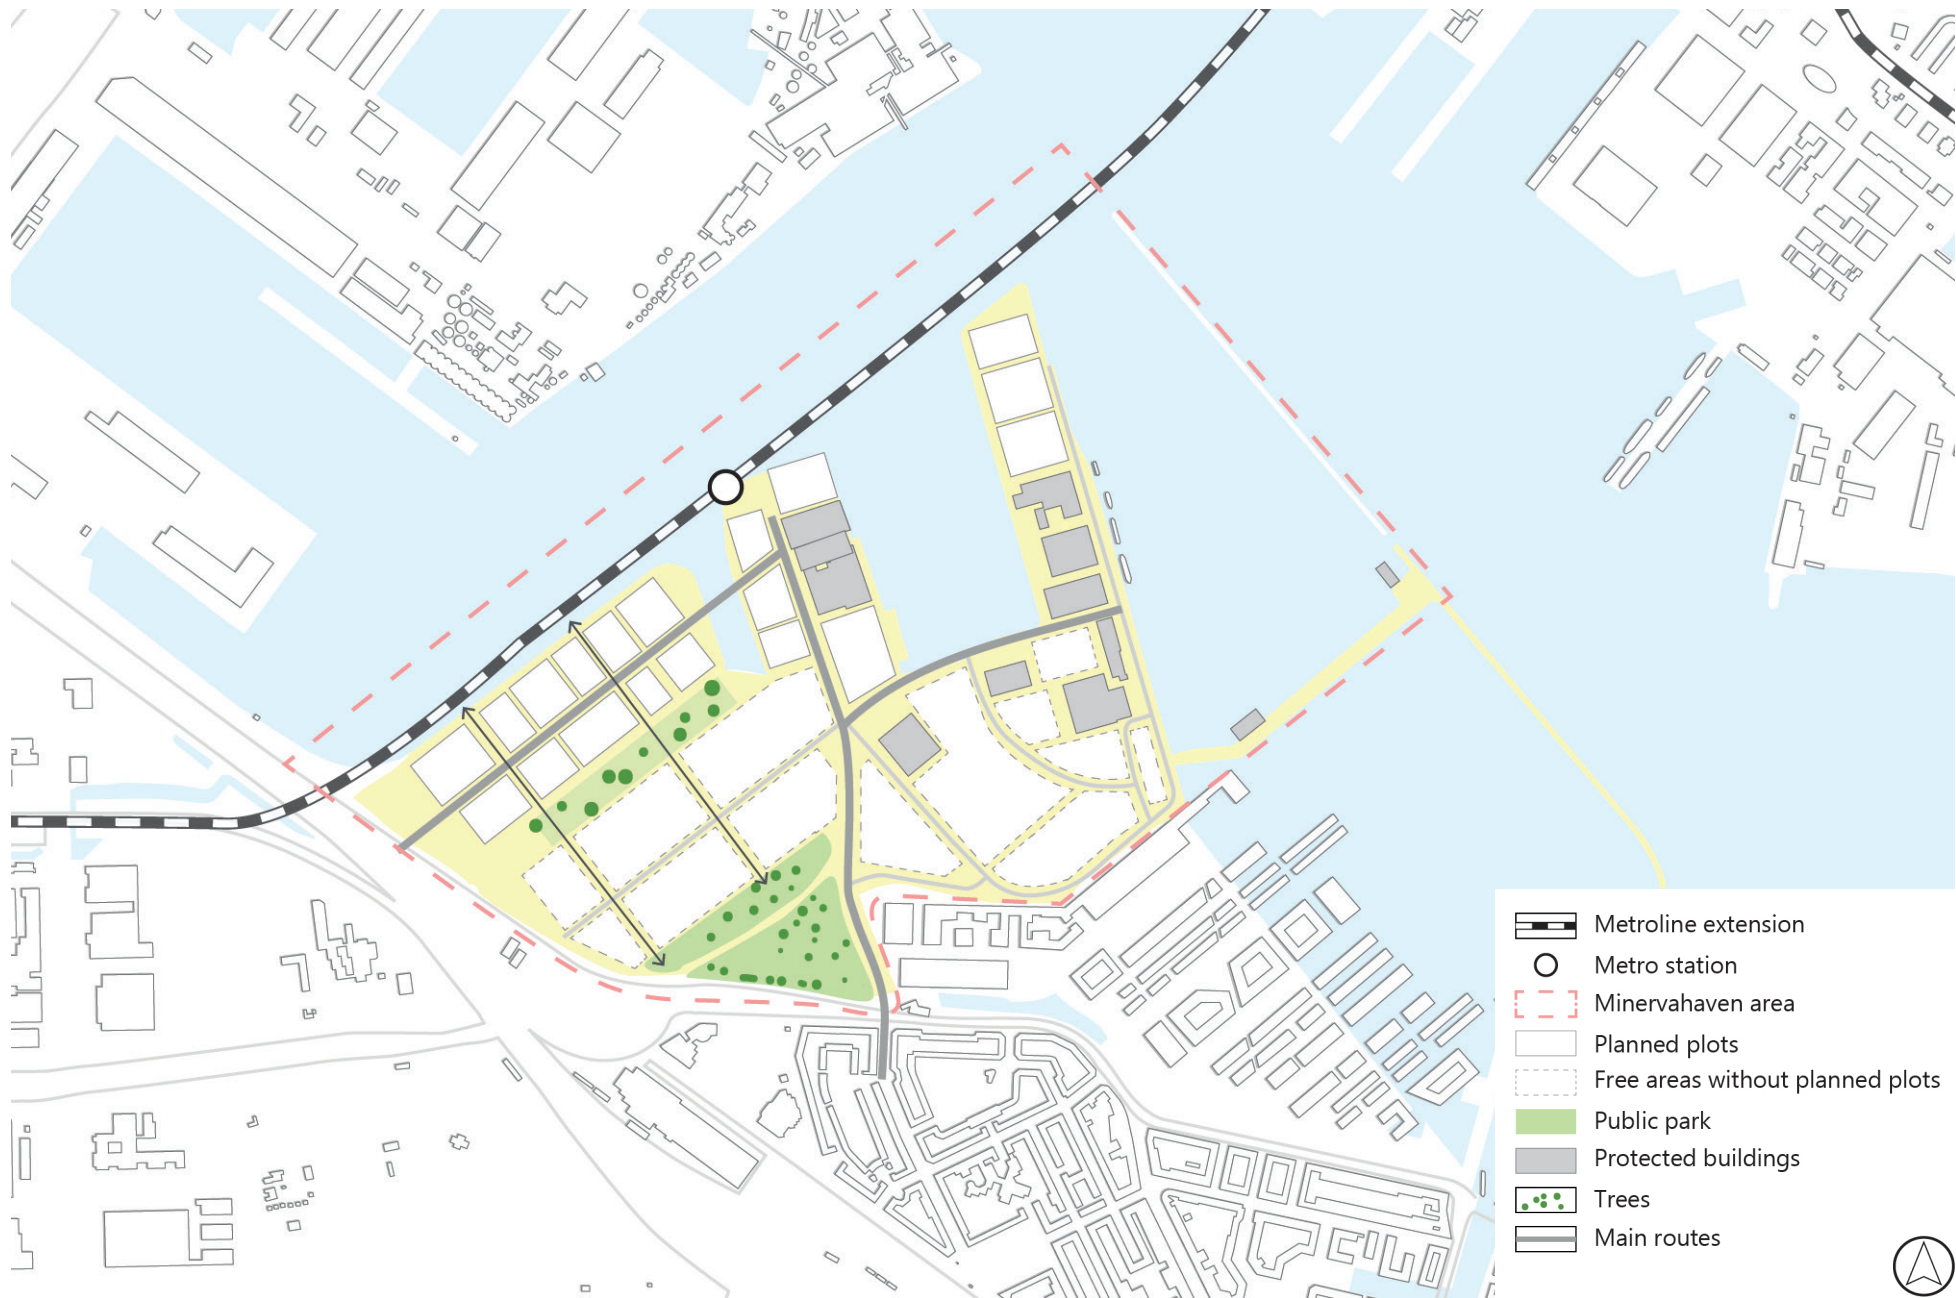 Metroline extension
Metro station
Minervahaven area
Planned plots
Free areas without planned plots
Public park
Protected buildings
Trees
Main routes